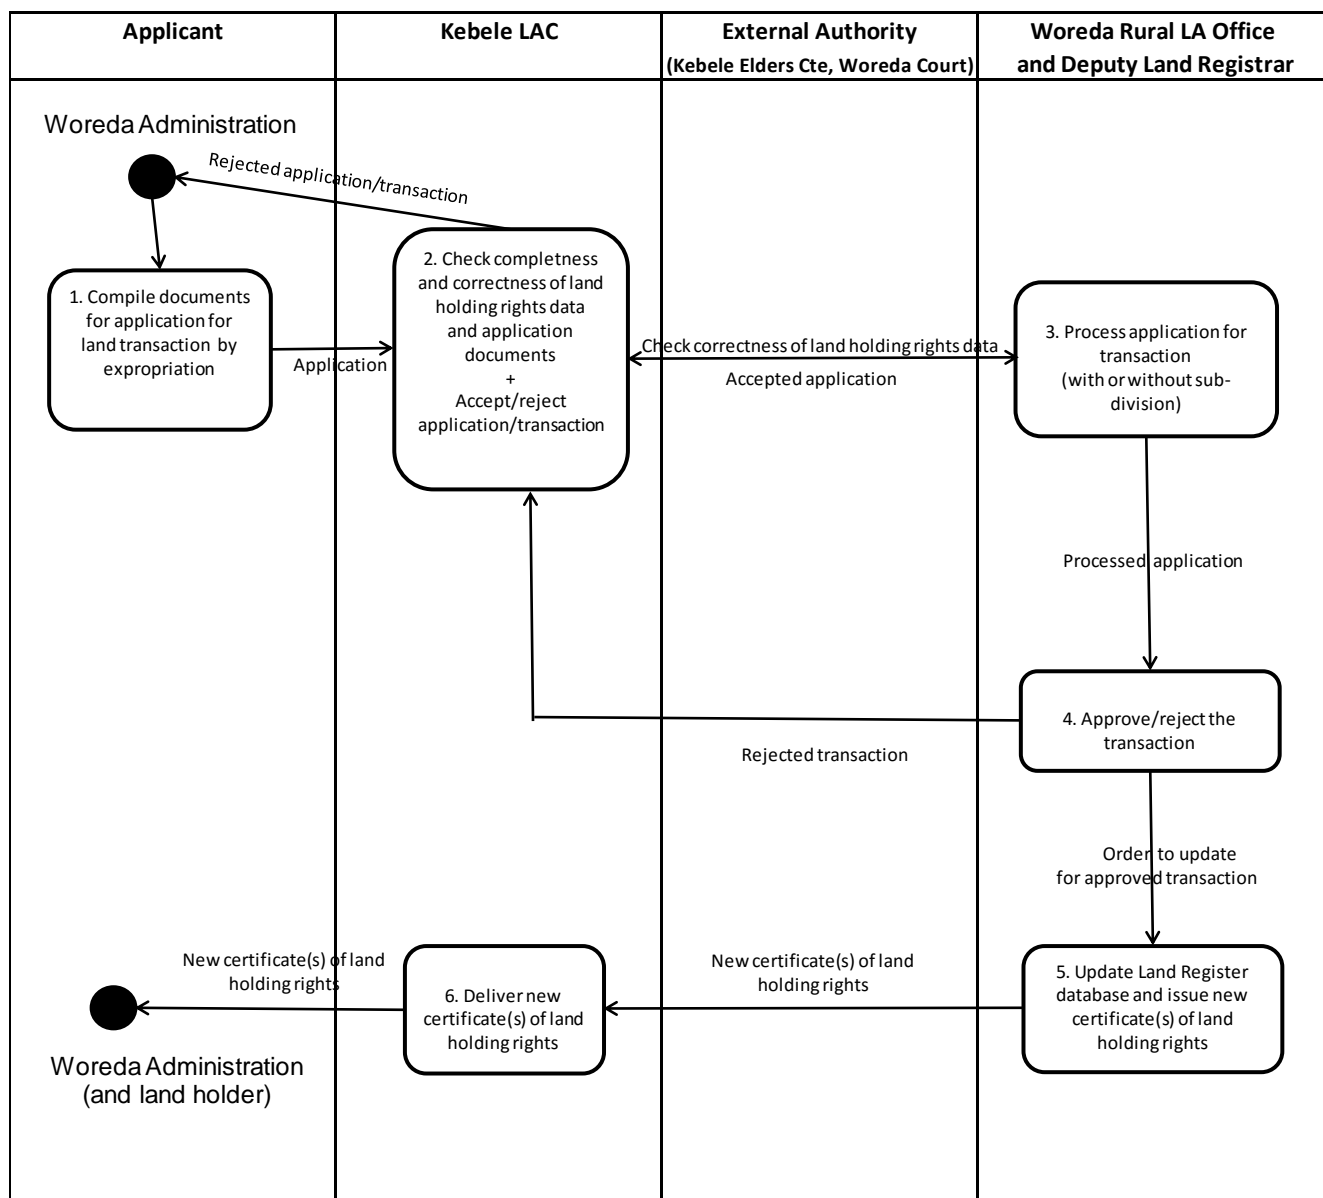 Applicant
Kebele LAC
External Authority
(Kebele Elders Cte, Woreda Court)
Woreda Rural LA Office
and Deputy Land Registrar
Woreda Administration
Rejected application/transaction
1. Compile documents
for application for
land transaction by
expropriation
Application
2. Check completness
and correctness of land
holding rights data
and application
documents
+
Accept/reject
application/transaction
Check correctness of land holding rights data
Accepted application
3. Process application for
transaction
(with or without sub-
division)
Processed application
4. Approve/reject the
transaction
Rejected transaction
Order to update
for approved transaction
5. Update Land Register
database and issue new
certificate(s) of land
holding rights
New certificate(s) of land
holding rights
6. Deliver new
certificate(s) of land
holding rights
New certificate(s) of land
holding rights
Woreda Administration
(and land holder)